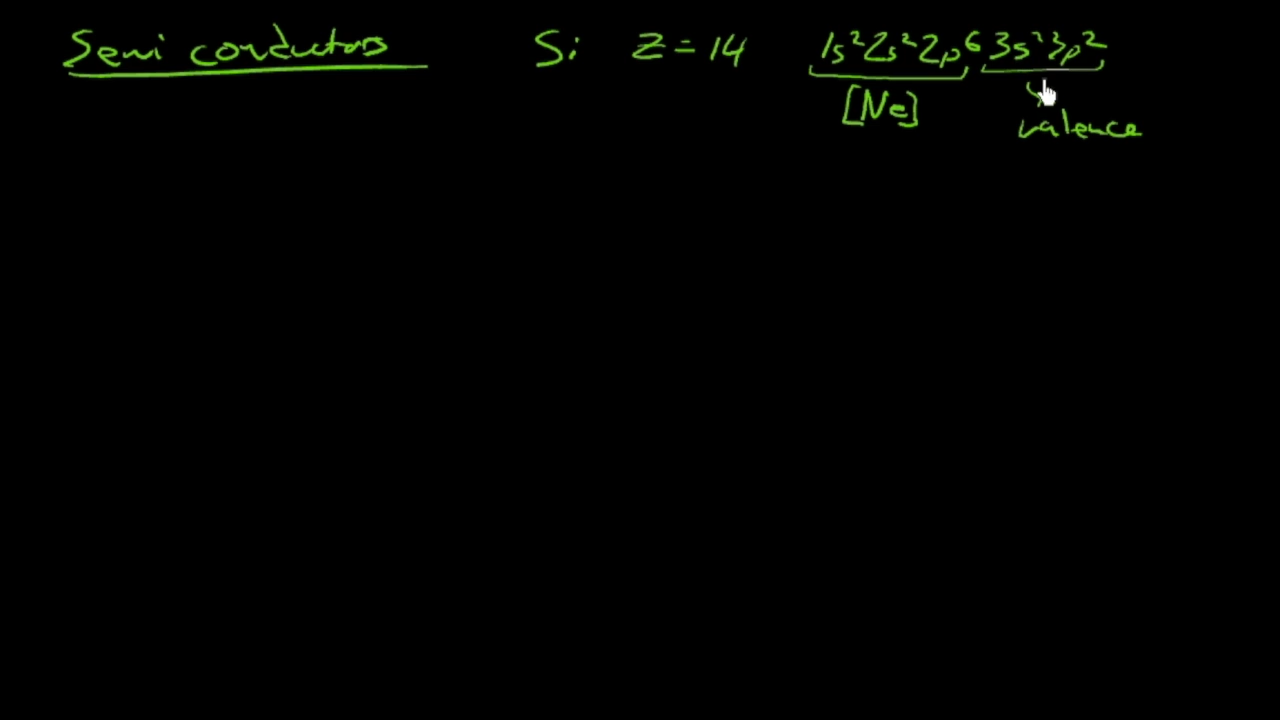 Semi conductors Si Z = 14 1s²2s²2p⁶3s²3p²
[Ne] valence